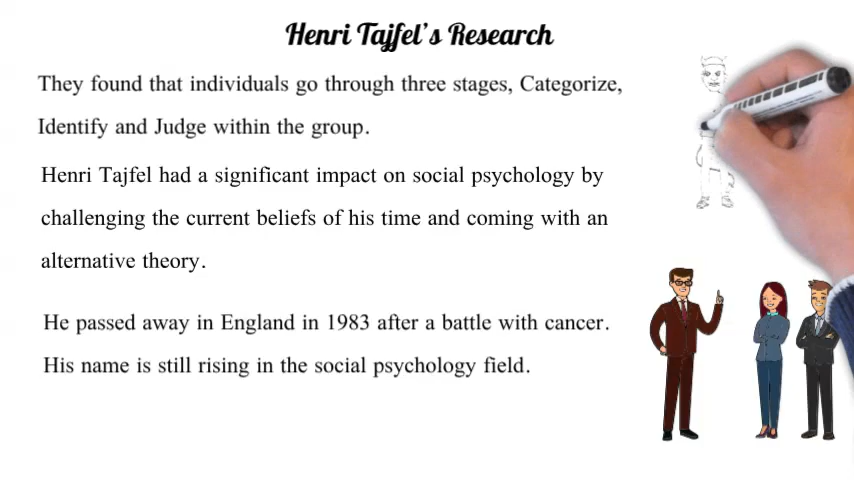 Henri Tajfel's Research
They found that individuals go through three stages, Categorize,
Identify and Judge within the group.
Henri Tajfel had a significant impact on social psychology by
challenging the current beliefs of his time and coming with an
alternative theory.
He passed away in England in 1983 after a battle with cancer.
His name is still rising in the social psychology field.